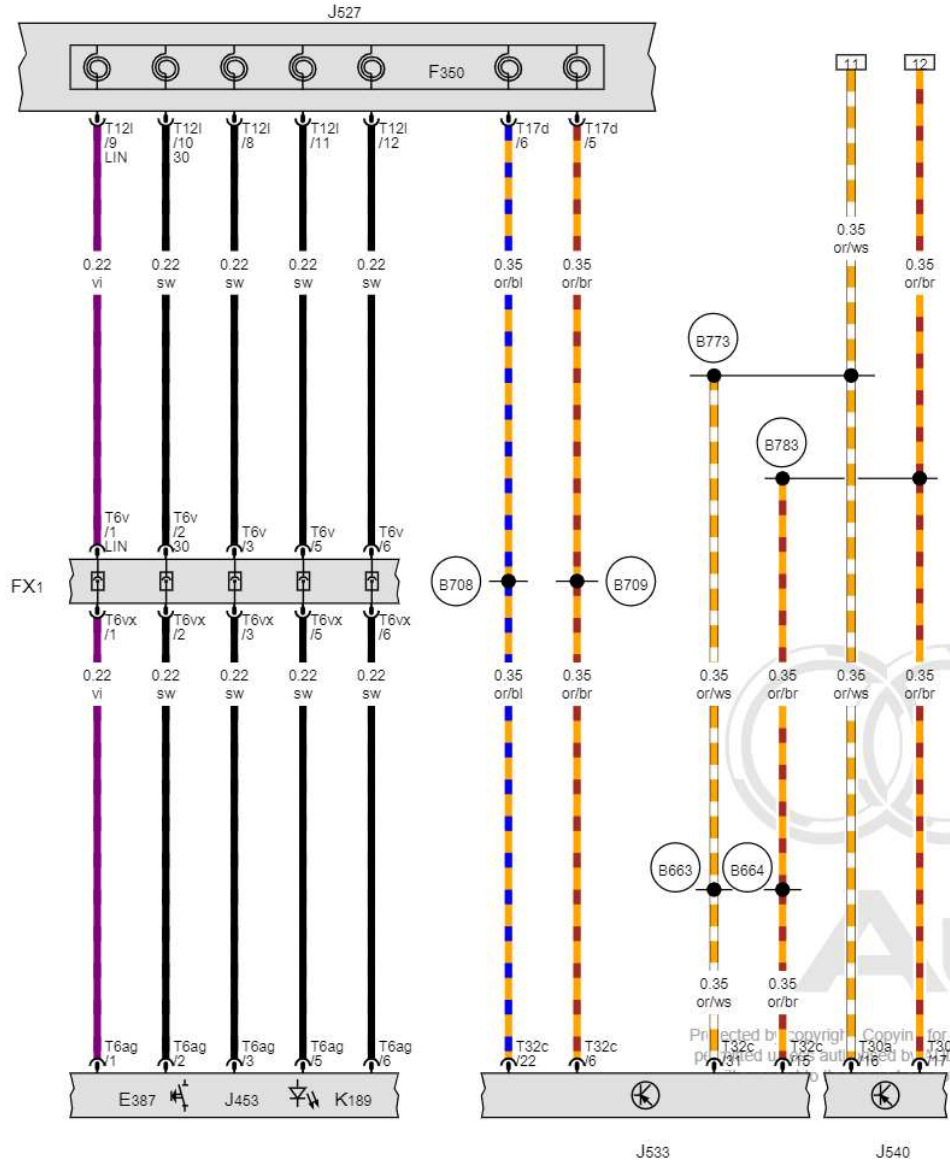 J527
F350
11
12
T12l
/9
LIN
T12l
/10
30
T12l
/8
T12l
/11
T12l
/12
T17d
/6
T17d
/5
0.35
or/ws
0.22
vi
0.22
sw
0.22
sw
0.22
sw
0.22
sw
0.35
or/bl
0.35
or/br
0.35
or/br
B773
B783
T6v
/1
LIN
T6v
/2
30
T6v
/3
T6v
/5
T6v
/6
FX1
B708
B709
T6vx
/1
T6vx
/2
T6vx
/3
T6vx
/5
T6vx
/6
0.22
vi
0.22
sw
0.22
sw
0.22
sw
0.22
sw
0.35
or/bl
0.35
or/br
0.35
or/ws
0.35
or/br
0.35
or/ws
0.35
or/br
B663
B664
0.35
or/ws
0.35
or/br
T6ag
/1
T6ag
/2
T6ag
/3
T6ag
/5
T6ag
/6
T32c
/22
T32c
/6
T32c
/31
T32c
/15
T30a
/16
T30
/17
E387
J453
K189
J533
J540